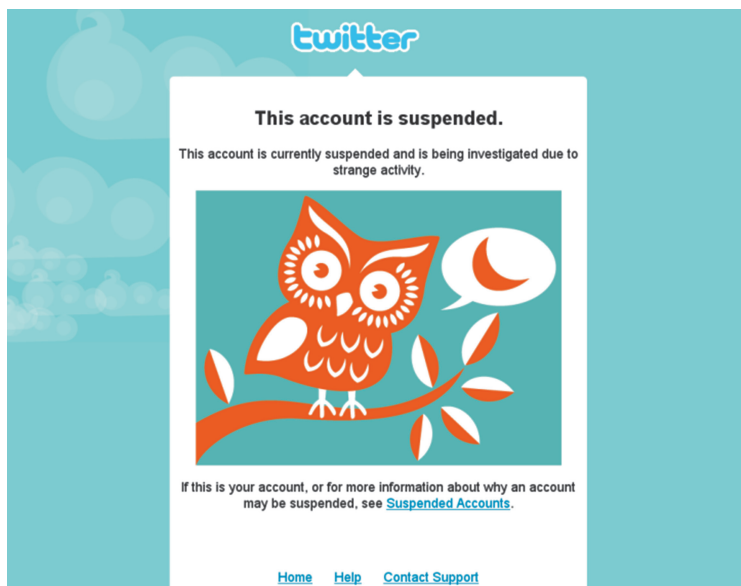 twitter
This account is suspended.
This account is currently suspended and is being investigated due to
strange activity.
If this is your account, or for more information about why an account
may be suspended, see Suspended Accounts.
Home Help Contact Support